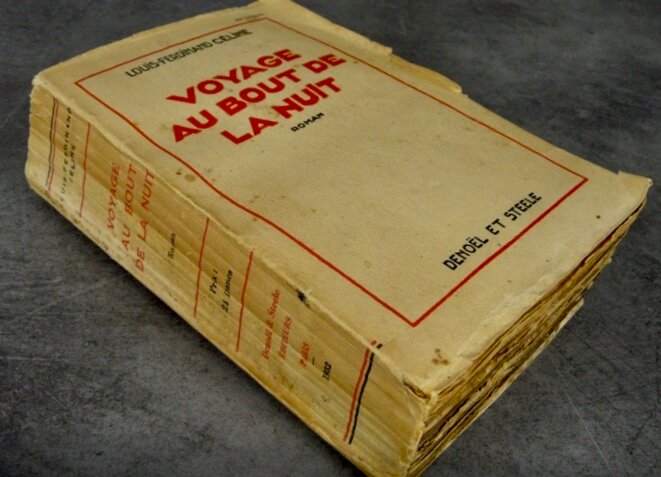 LOUIS-FERDINAND CÉLINE
VOYAGE
AU BOUT DE
LA NUIT
ROMAN
DENOËL ET STEELE
VOYAGE
AU BOUT
DE LA NUIT
Roman
Prix :
24 francs
Denoël & Steele
EDITEURS
PARIS
1932